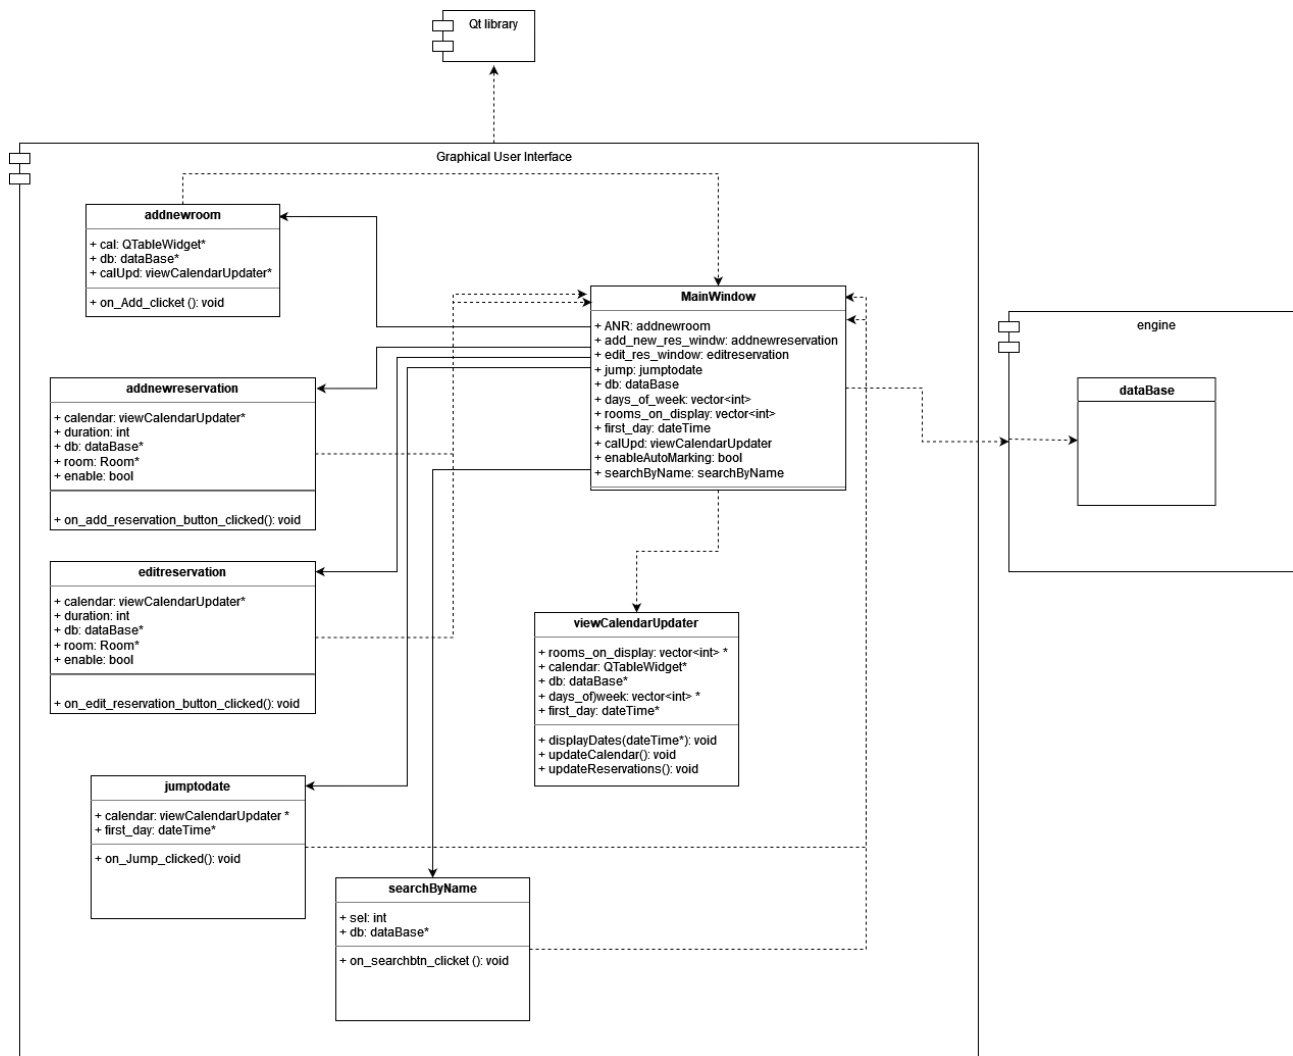 Qt library
Graphical User Interface
addnewroom
+ cal: QTableWidget*
+ db: dataBase*
+ calUpd: viewCalendarUpdater*
+ on_Add_clicket (): void
MainWindow
+ ANR: addnewroom
+ add_new_res_windw: addnewreservation
+ edit_res_window: editreservation
+ jump: jumptodate
+ db: dataBase
+ days_of_week: vector<int>
+ rooms_on_display: vector<int>
+ first_day: dateTime
+ calUpd: viewCalendarUpdater
+ enableAutoMarking: bool
+ searchByName: searchByName
engine
dataBase
addnewreservation
+ calendar: viewCalendarUpdater*
+ duration: int
+ db: dataBase*
+ room: Room*
+ enable: bool
+ on_add_reservation_button_clicked(): void
editreservation
+ calendar: viewCalendarUpdater*
+ duration: int
+ db: dataBase*
+ room: Room*
+ enable: bool
+ on_edit_reservation_button_clicked(): void
viewCalendarUpdater
+ rooms_on_display: vector<int> *
+ calendar: QTableWidget*
+ db: dataBase*
+ days_of)week: vector<int> *
+ first_day: dateTime*
+ displayDates(dateTime*): void
+ updateCalendar(): void
+ updateReservations(): void
jumptodate
+ calendar: viewCalendarUpdater *
+ first_day: dateTime*
+ on_Jump_clicked(): void
searchByName
+ sel: int
+ db: dataBase*
+ on_searchbtn_clicket (): void